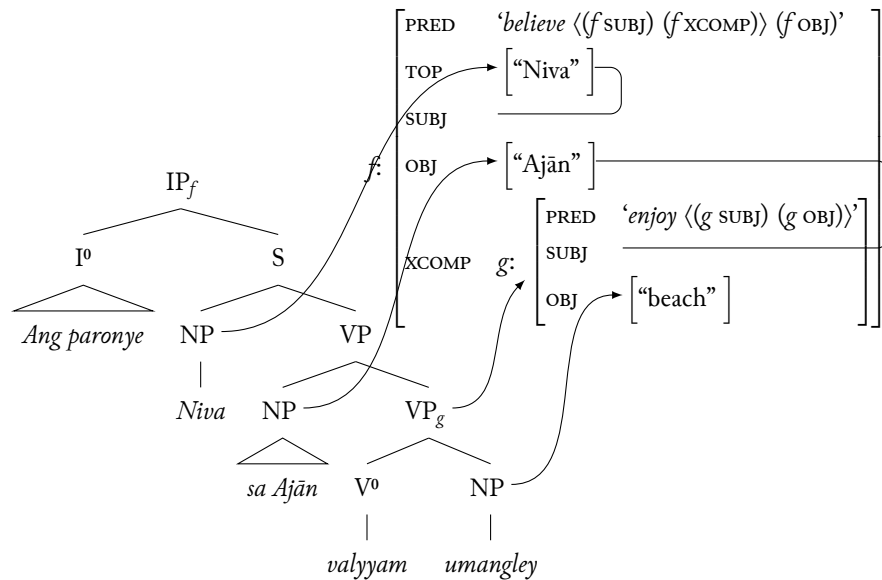 PRED ‘believe ⟨(f SUBJ) (f XCOMP)⟩ (f OBJ)’
TOP [“Niva”]
SUBJ
f: OBJ [“Ajān”]
IP_f
PRED ‘enjoy ⟨(g SUBJ) (g OBJ)⟩’
I⁰ S XCOMP g: SUBJ
OBJ [“beach”]
Ang paronye NP VP
Niva NP VP_g
sa Ajān V⁰ NP
valyyam umangley